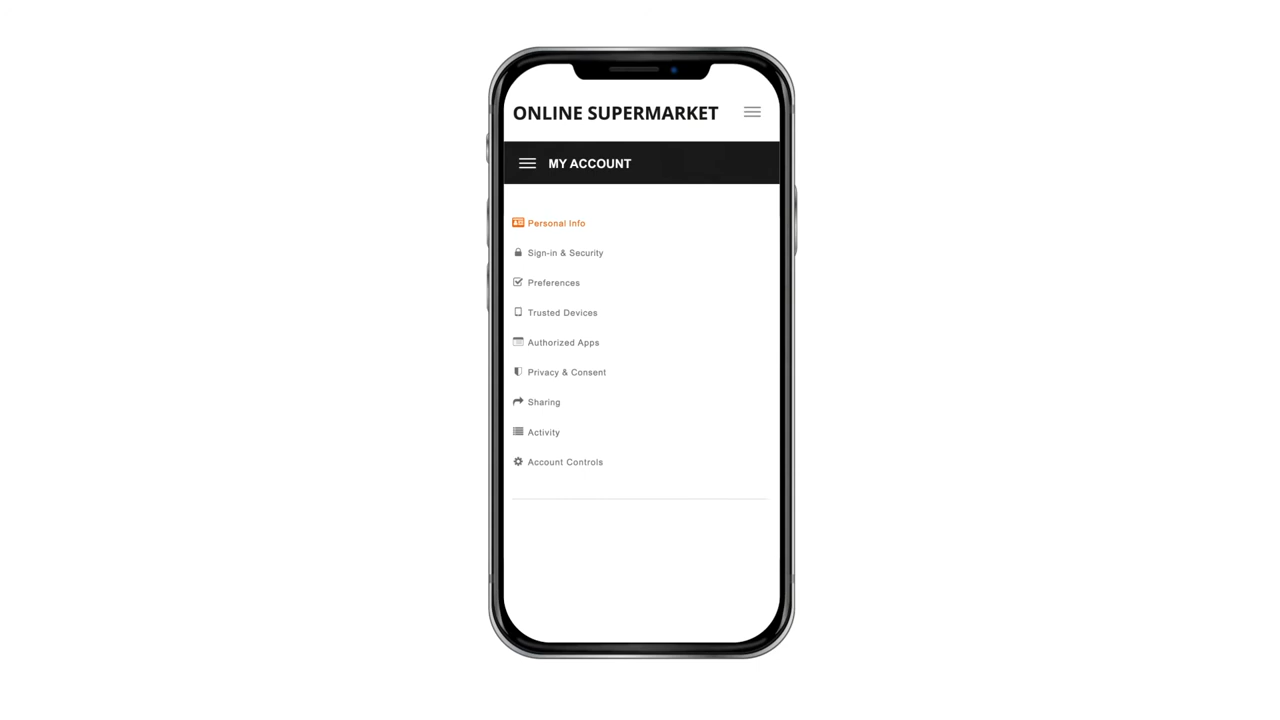 ONLINE SUPERMARKET
MY ACCOUNT
Personal Info
Sign-in & Security
Preferences
Trusted Devices
Authorized Apps
Privacy & Consent
Sharing
Activity
Account Controls